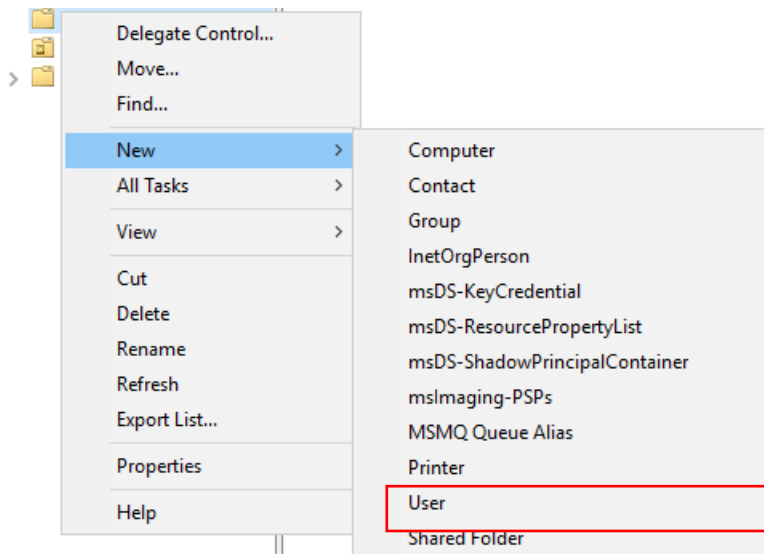 Delegate Control...
Move...
Find...
New
All Tasks
View
Cut
Delete
Rename
Refresh
Export List...
Properties
Help
Computer
Contact
Group
InetOrgPerson
msDS-KeyCredential
msDS-ResourcePropertyList
msDS-ShadowPrincipalContainer
msImaging-PSPs
MSMQ Queue Alias
Printer
User
Shared Folder